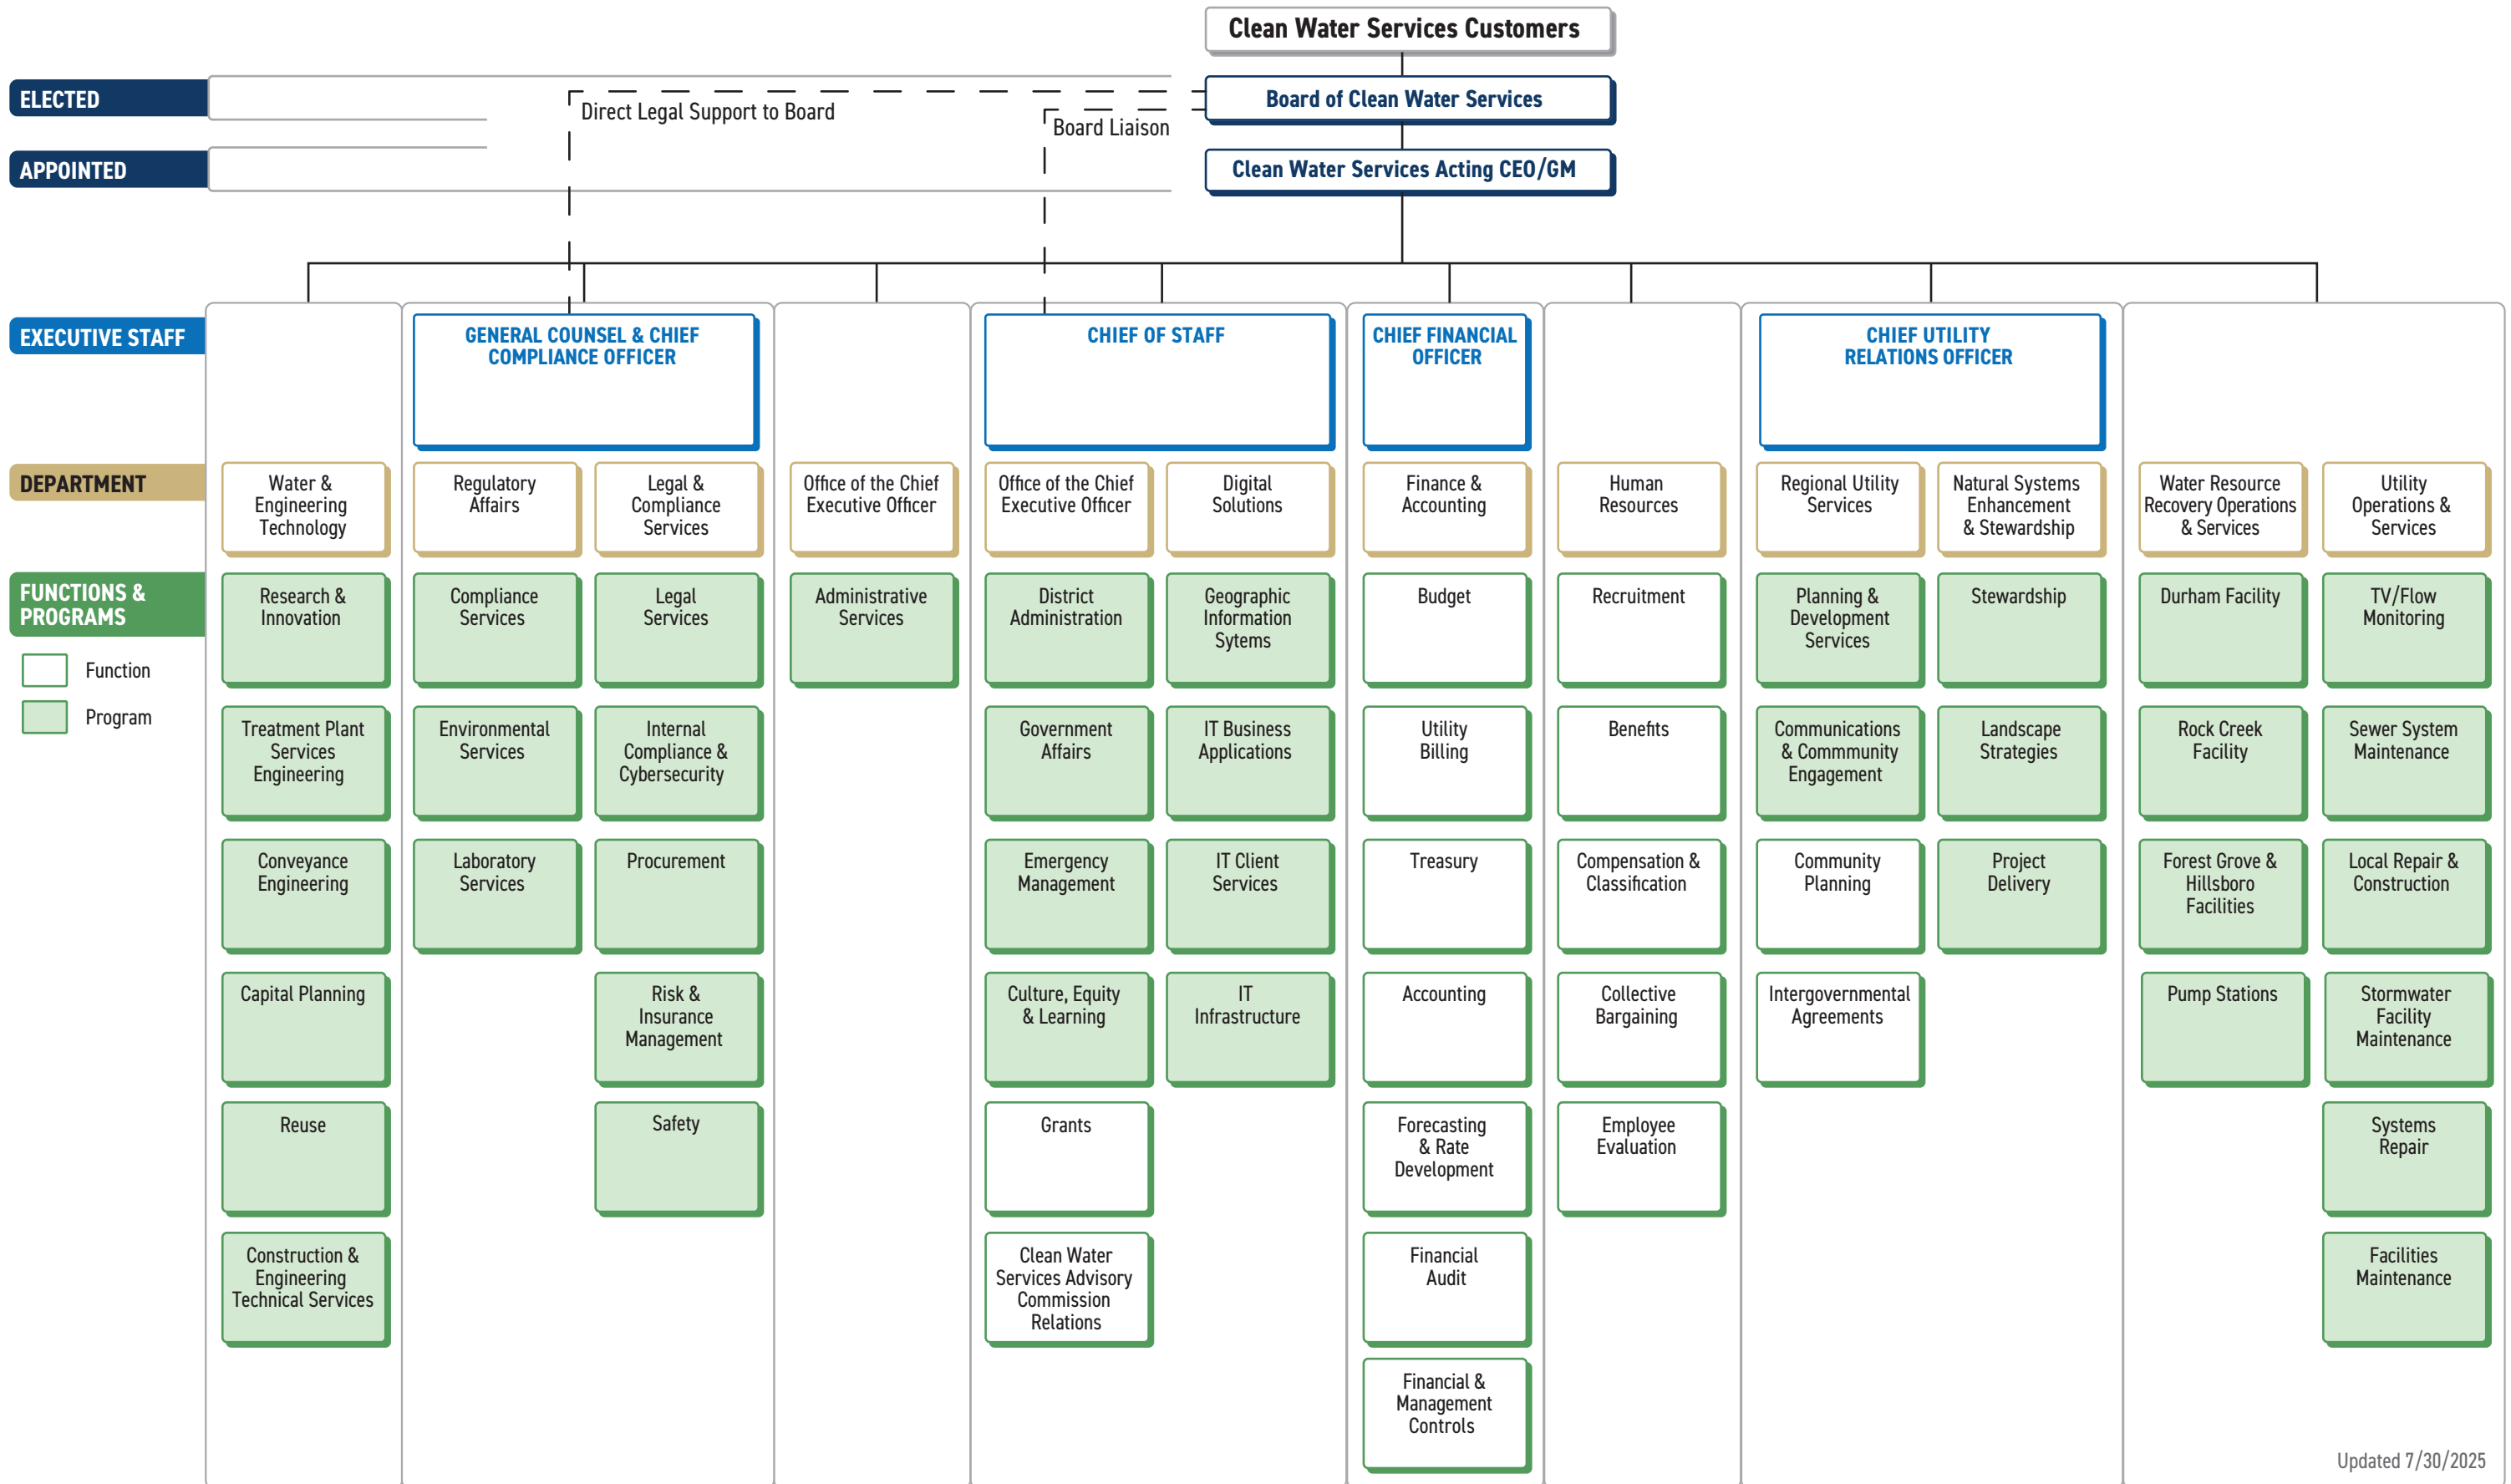 Clean Water Services Customers
ELECTED
Board of Clean Water Services
Direct Legal Support to Board
Board Liaison
APPOINTED
Clean Water Services Acting CEO/GM
EXECUTIVE STAFF
GENERAL COUNSEL & CHIEF
COMPLIANCE OFFICER
CHIEF OF STAFF
CHIEF FINANCIAL
OFFICER
CHIEF UTILITY
RELATIONS OFFICER
DEPARTMENT
Water &
Engineering
Technology
Regulatory
Affairs
Legal &
Compliance
Services
Office of the Chief
Executive Officer
Office of the Chief
Executive Officer
Digital
Solutions
Finance &
Accounting
Human
Resources
Regional Utility
Services
Natural Systems
Enhancement
& Stewardship
Water Resource
Recovery Operations
& Services
Utility
Operations &
Services
FUNCTIONS &
PROGRAMS
Function
Program
Research &
Innovation
Compliance
Services
Legal
Services
Administrative
Services
District
Administration
Geographic
Information
Sytems
Budget
Recruitment
Planning &
Development
Services
Stewardship
Durham Facility
TV/Flow
Monitoring
Treatment Plant
Services
Engineering
Environmental
Services
Internal
Compliance &
Cybersecurity
Government
Affairs
IT Business
Applications
Utility
Billing
Benefits
Communications
& Commmunity
Engagement
Landscape
Strategies
Rock Creek
Facility
Sewer System
Maintenance
Conveyance
Engineering
Laboratory
Services
Procurement
Emergency
Management
IT Client
Services
Treasury
Compensation &
Classification
Community
Planning
Project
Delivery
Forest Grove &
Hillsboro
Facilities
Local Repair &
Construction
Capital Planning
Risk &
Insurance
Management
Culture, Equity
& Learning
IT
Infrastructure
Accounting
Collective
Bargaining
Intergovernmental
Agreements
Pump Stations
Stormwater
Facility
Maintenance
Reuse
Safety
Grants
Forecasting
& Rate
Development
Employee
Evaluation
Systems
Repair
Construction &
Engineering
Technical Services
Clean Water
Services Advisory
Commission
Relations
Financial
Audit
Facilities
Maintenance
Financial &
Management
Controls
Updated 7/30/2025